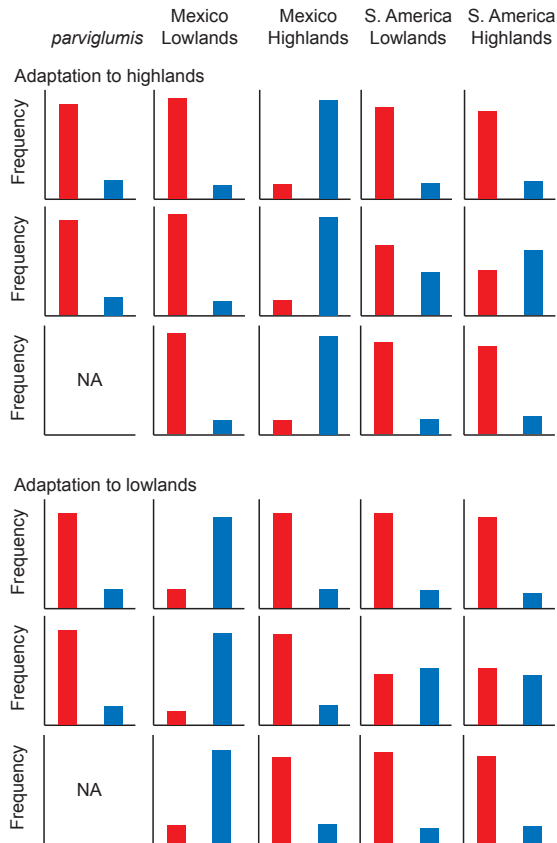 parviglumis
Mexico
Lowlands
Mexico
Highlands
S. America
Lowlands
S. America
Highlands
Adaptation to highlands
Frequency
Frequency
Frequency
NA
Adaptation to lowlands
Frequency
Frequency
Frequency
NA